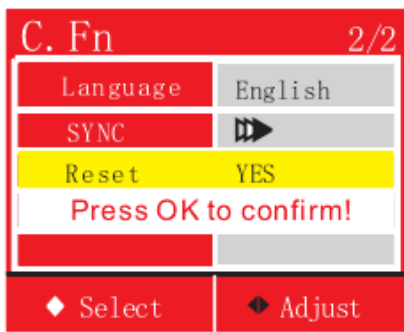 C. Fn 2/2
Language English
SYNC
Reset YES
Press OK to confirm!
Select Adjust